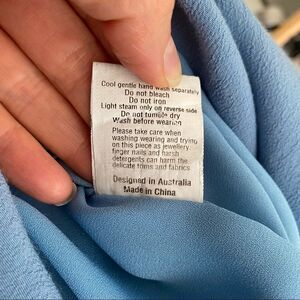 Cool gentle hand wash separately
Do not bleach
Do not iron
Light steam only on reverse side
Do not tumble dry
Wash before wearing
Please take care when
washing wearing and trying
on this piece as jewellery,
finger nails and harsh
detergents can harm the
delicate trims and fabrics
Designed in Australia
Made in China